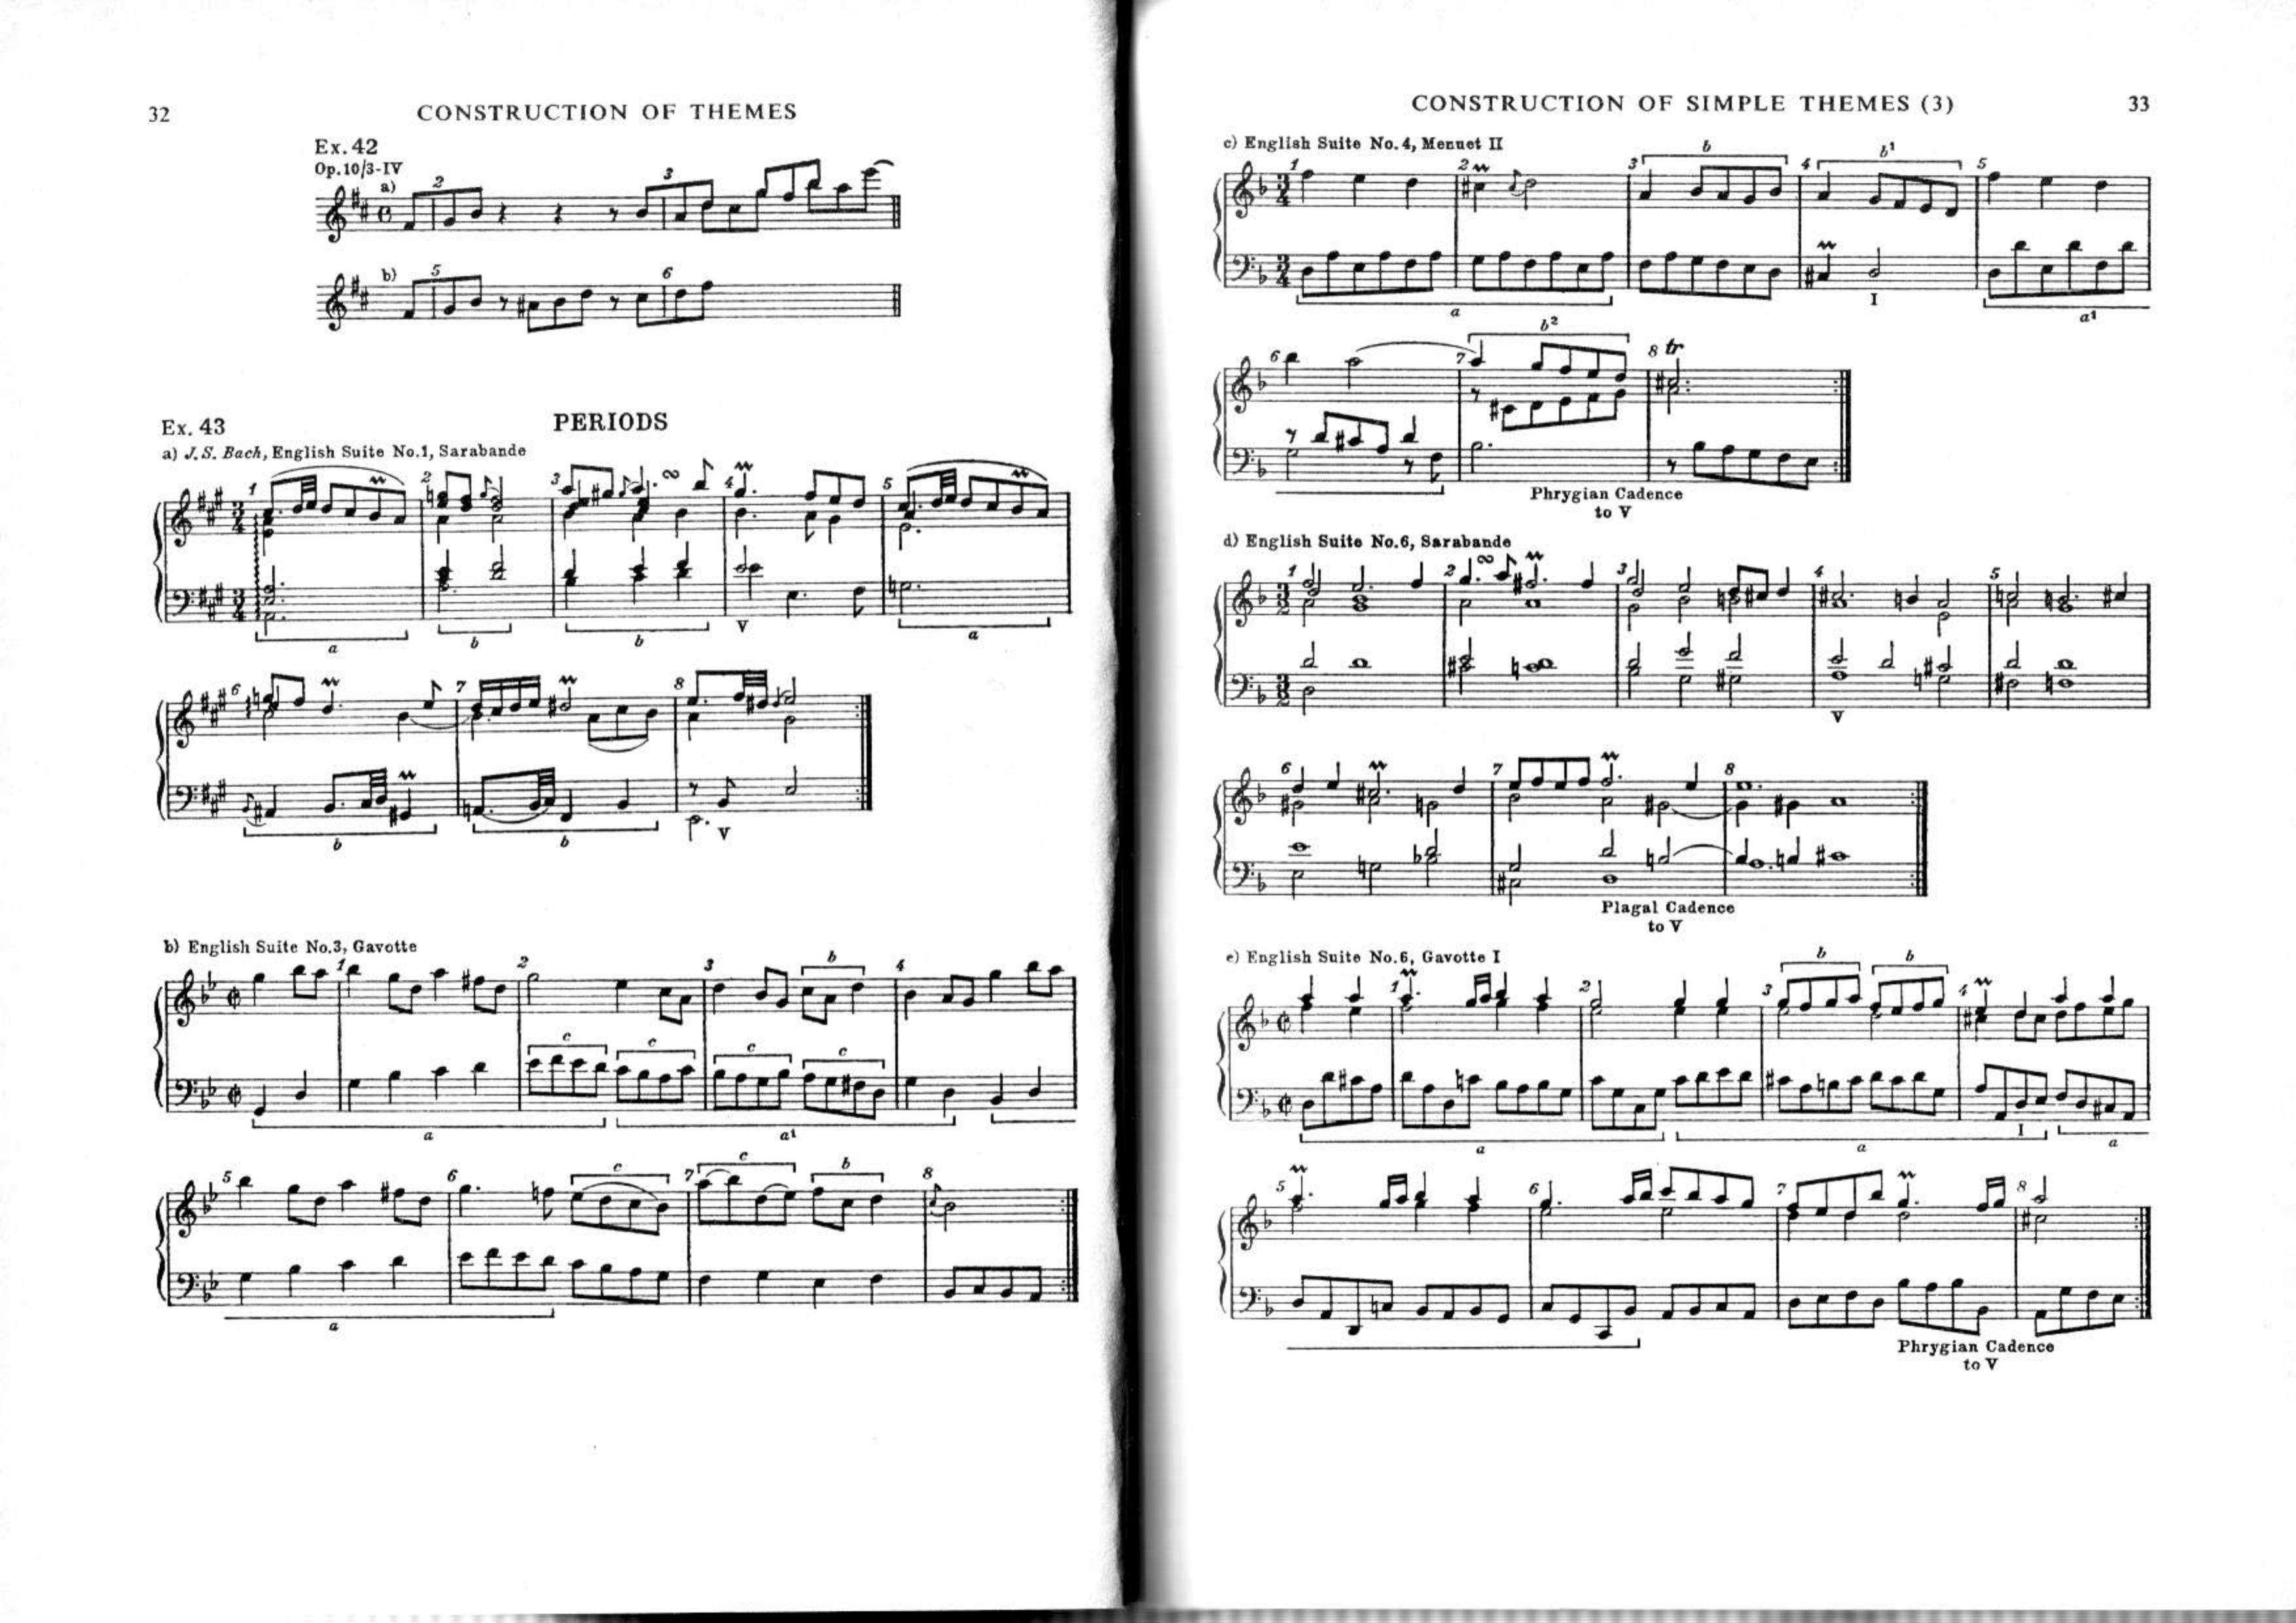 32
CONSTRUCTION OF THEMES
Ex. 42
Op. 10/3-IV
a)
2
3
b)
5
6
Ex. 43
PERIODS
a) J. S. Bach, English Suite No. 1, Sarabande
1
2
3
4
5
a
b
b
V
a
6
7
8
b
b
V
b) English Suite No. 3, Gavotte
1
2
3
b
4
c
c
c
c
a
a¹
5
6
c
7
c
b
8
a
CONSTRUCTION OF SIMPLE THEMES (3)
33
c) English Suite No. 4, Menuet II
1
2
3
b
4
b¹
5
a
I
a¹
6
7
b²
8
tr
Phrygian Cadence
to V
d) English Suite No. 6, Sarabande
1
2
3
4
5
V
6
7
8
Plagal Cadence
to V
e) English Suite No. 6, Gavotte I
1
2
3
b
b
4
a
a
I
a
5
6
7
8
Phrygian Cadence
to V